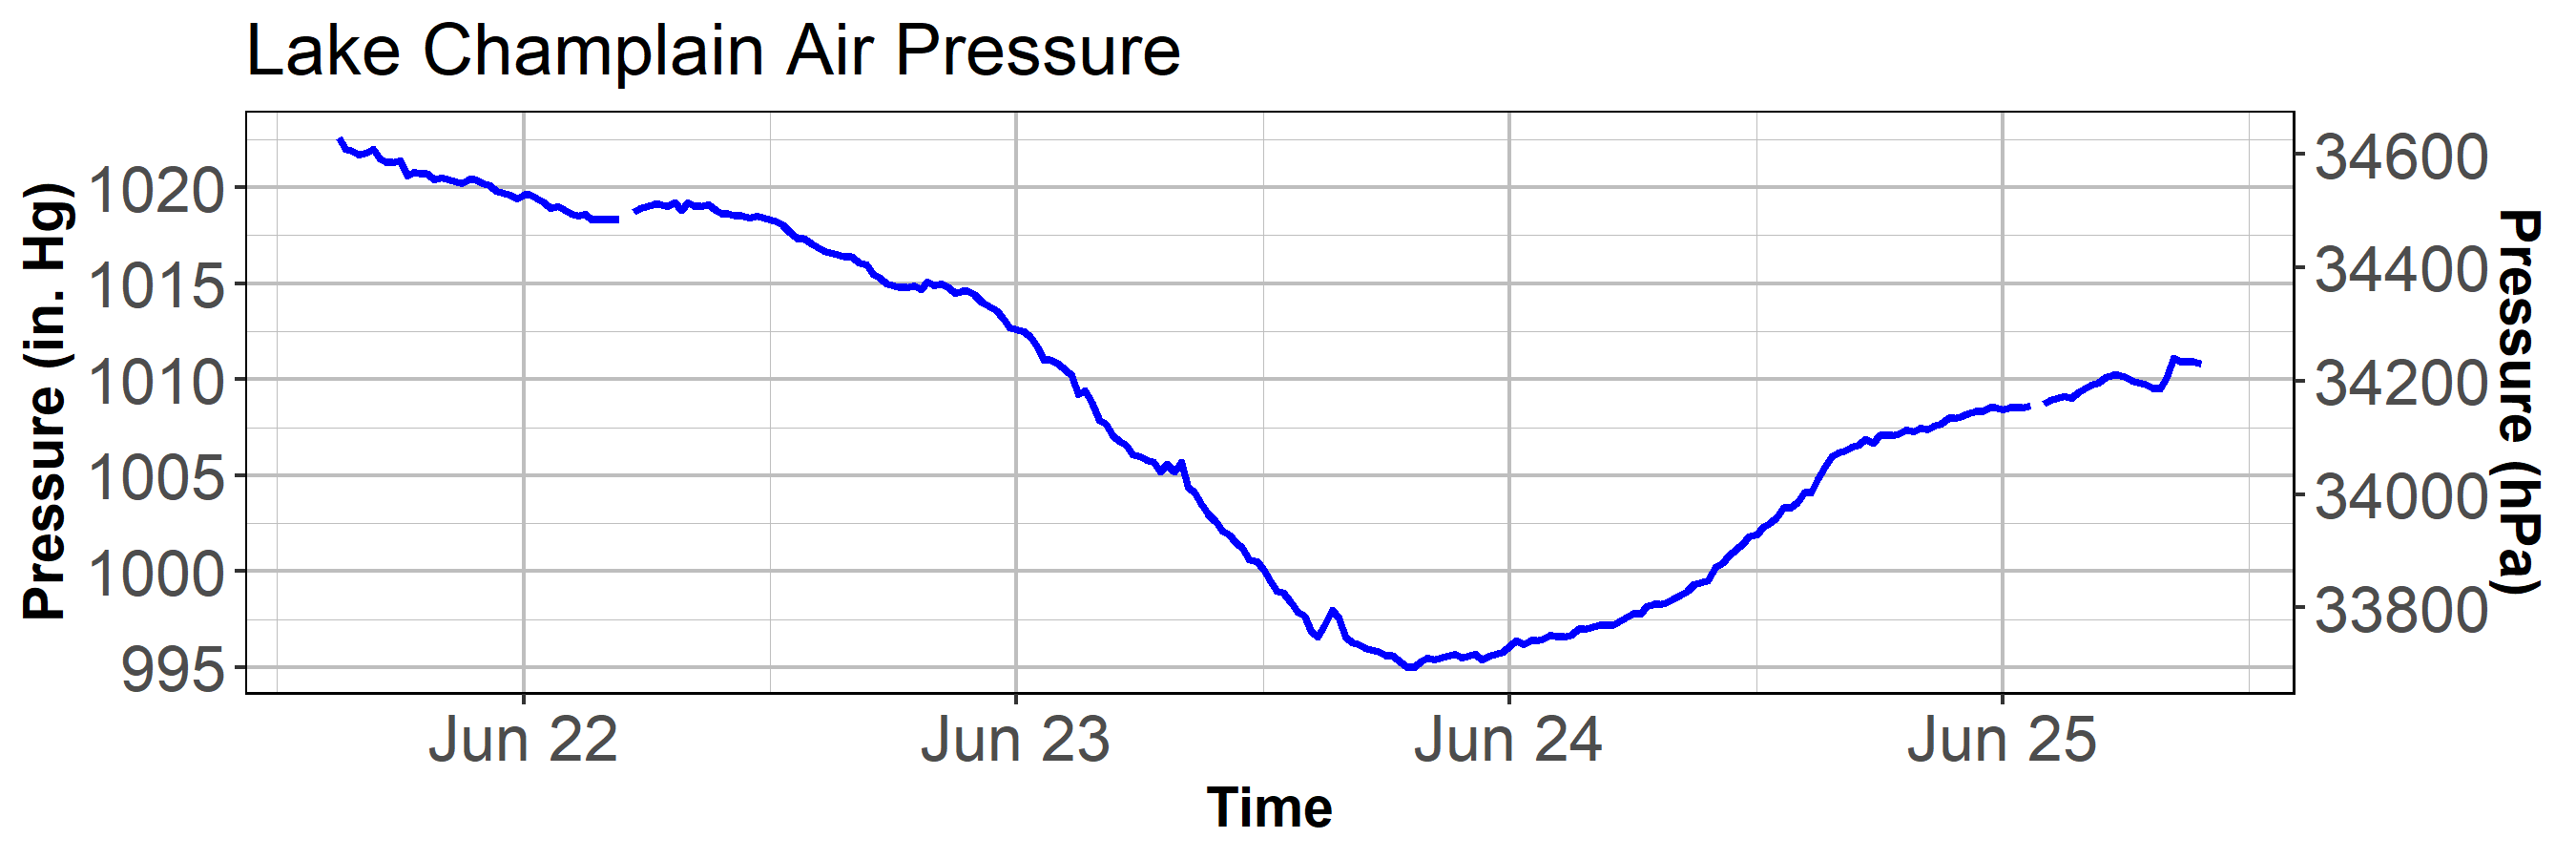 Lake Champlain Air Pressure
Pressure (in. Hg)
1020
1015
1010
1005
1000
995
34600
34400
34200
34000
33800
Pressure (hPa)
Jun 22
Jun 23
Jun 24
Jun 25
Time